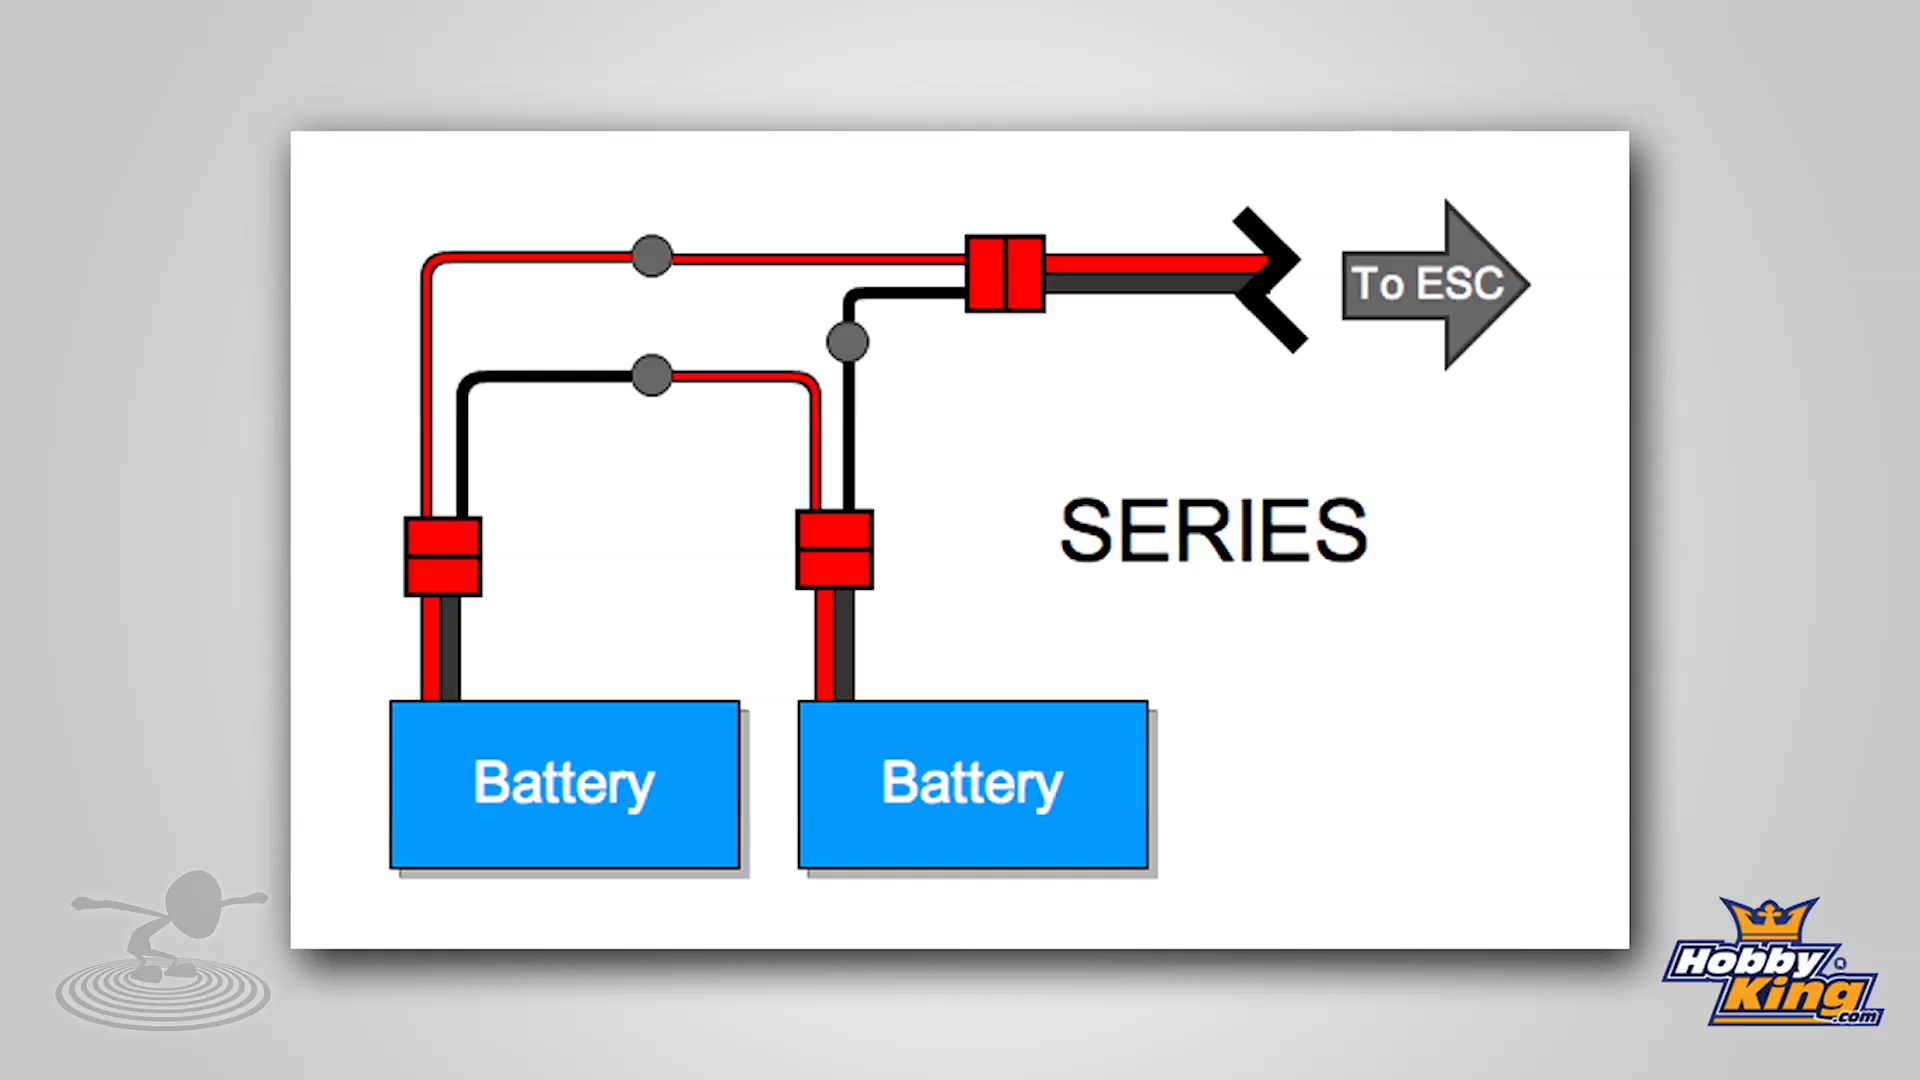 To ESC
SERIES
Battery
Battery
Hobby
King
.com